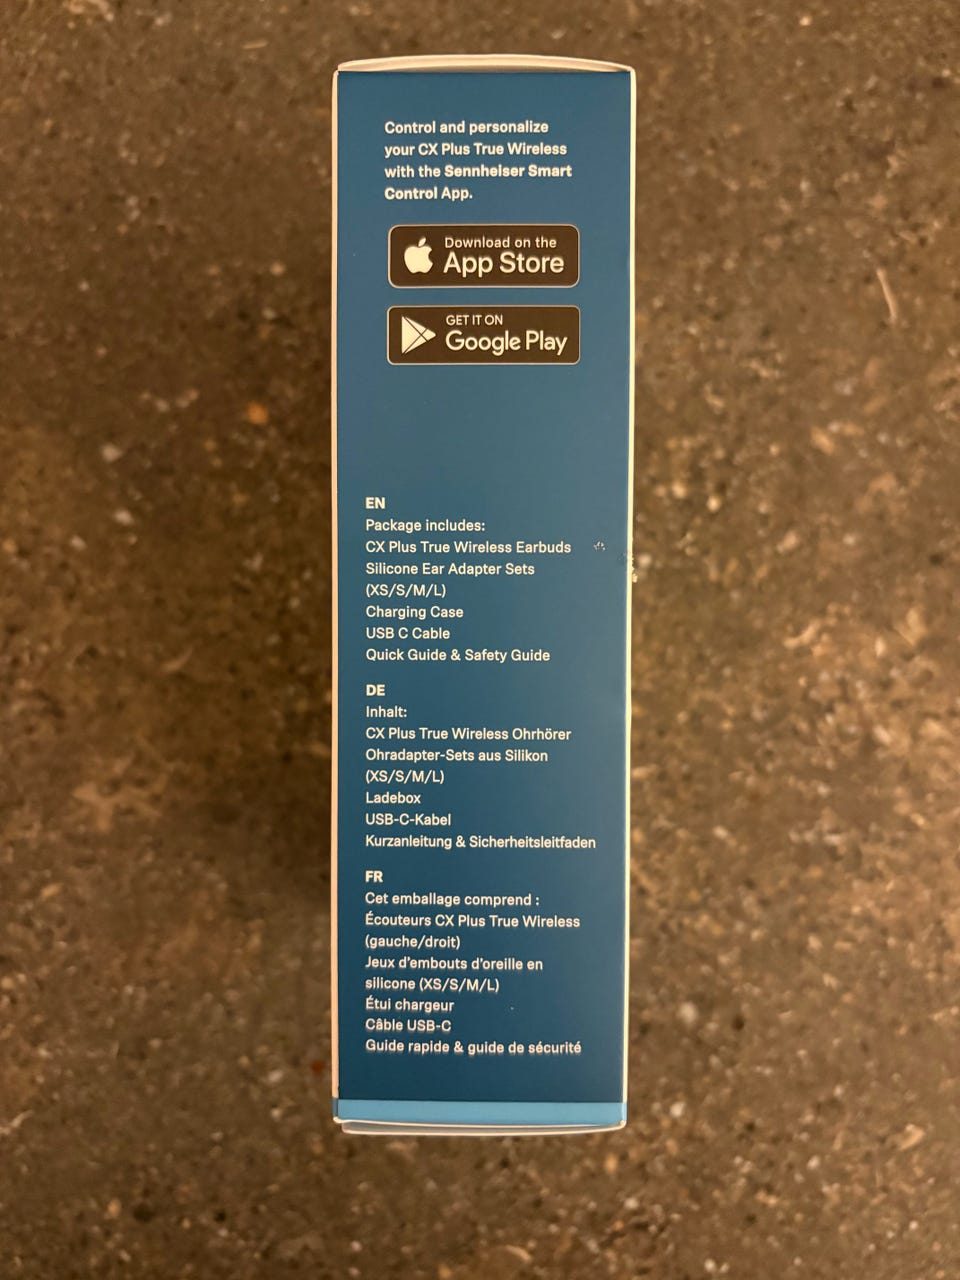 Control and personalize
your CX Plus True Wireless
with the Sennheiser Smart
Control App.
Download on the
App Store
GET IT ON
Google Play
EN
Package includes:
CX Plus True Wireless Earbuds
Silicone Ear Adapter Sets
(XS/S/M/L)
Charging Case
USB C Cable
Quick Guide & Safety Guide
DE
Inhalt:
CX Plus True Wireless Ohrhörer
Ohradapter-Sets aus Silikon
(XS/S/M/L)
Ladebox
USB-C-Kabel
Kurzanleitung & Sicherheitsleitfaden
FR
Cet emballage comprend :
Écouteurs CX Plus True Wireless
(gauche/droit)
Jeux d'embouts d'oreille en
silicone (XS/S/M/L)
Étui chargeur
Câble USB-C
Guide rapide & guide de sécurité